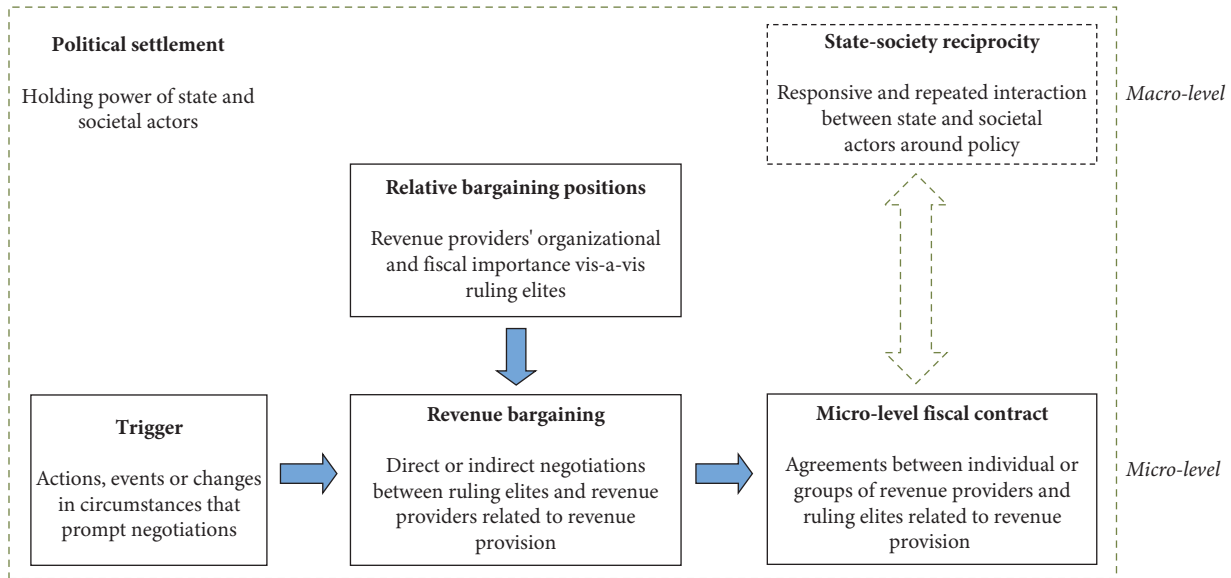 Political settlement
Holding power of state and
societal actors
State-society reciprocity
Responsive and repeated interaction
between state and societal
actors around policy
Macro-level
Relative bargaining positions
Revenue providers' organizational
and fiscal importance vis-a-vis
ruling elites
Trigger
Actions, events or changes
in circumstances that
prompt negotiations
Revenue bargaining
Direct or indirect negotiations
between ruling elites and revenue
providers related to revenue
provision
Micro-level fiscal contract
Agreements between individual or
groups of revenue providers and
ruling elites related to revenue
provision
Micro-level